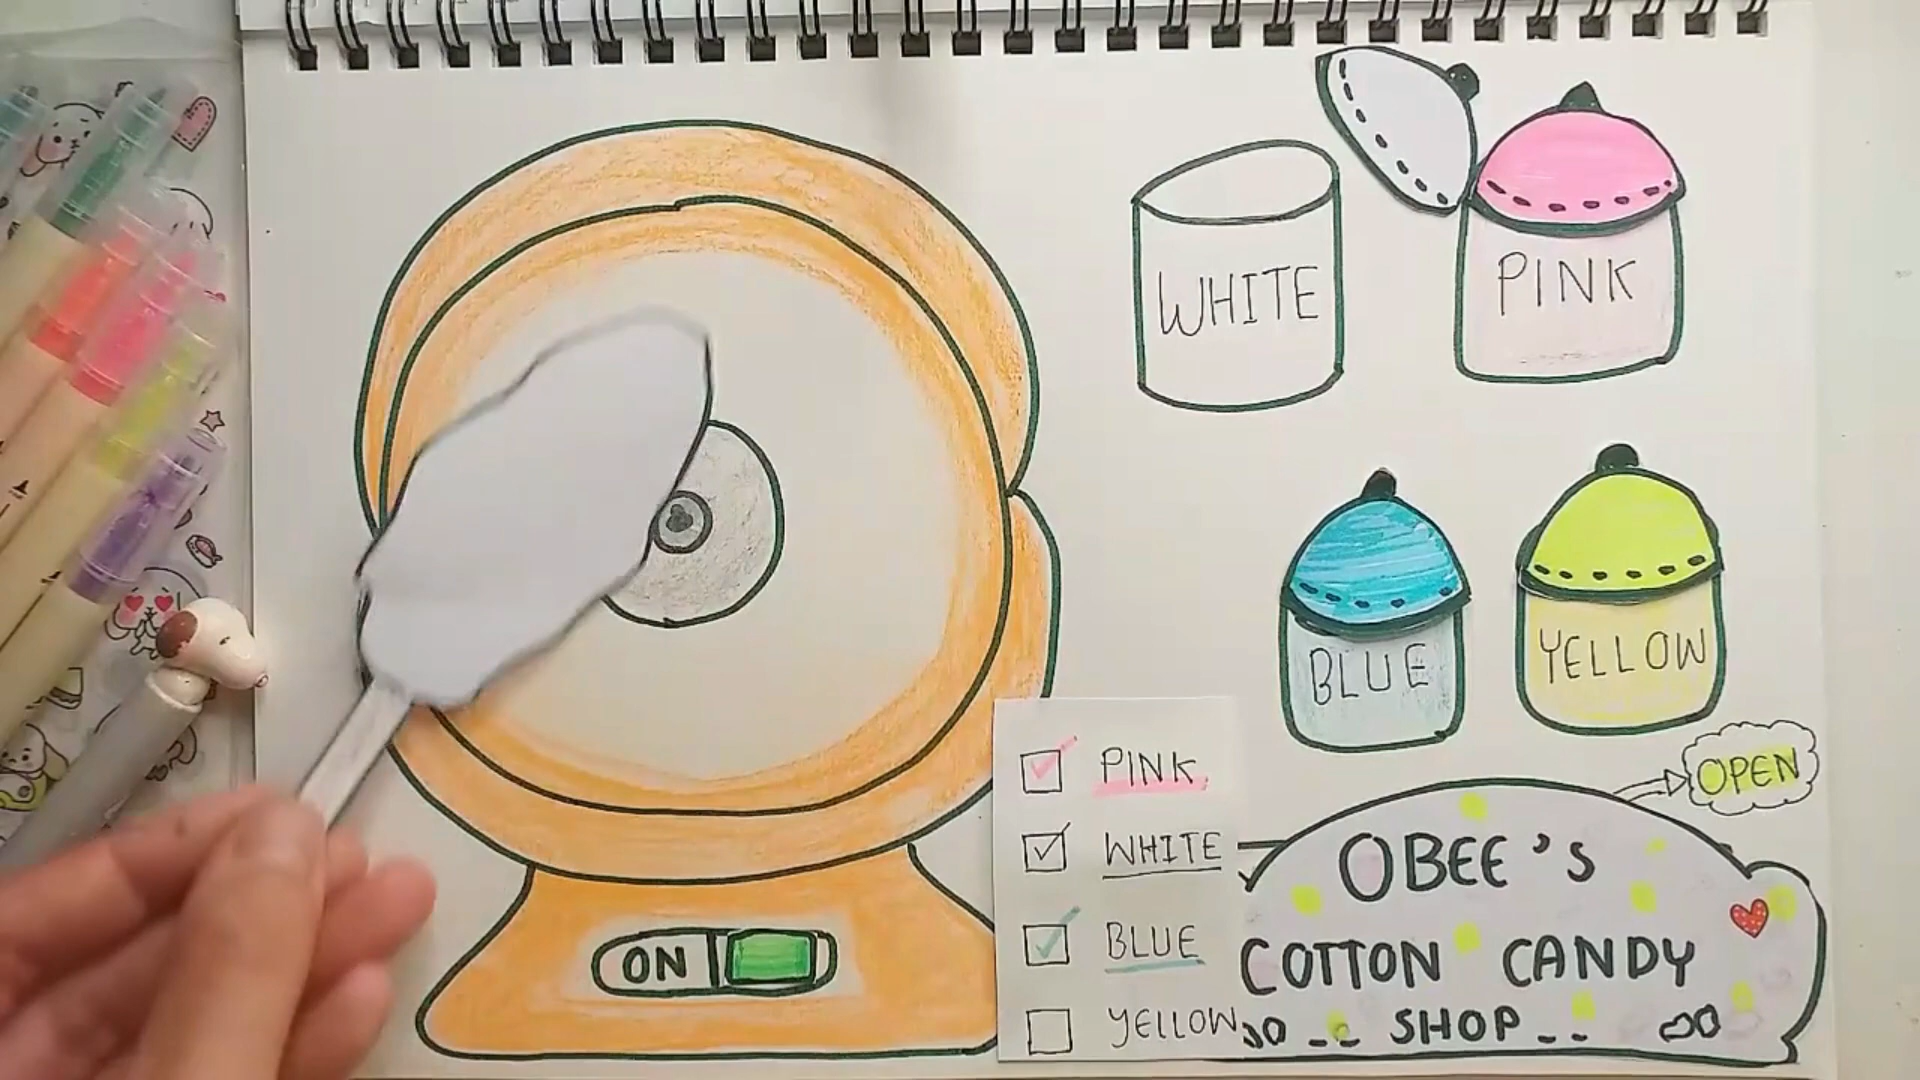 WHITE
PINK
BLUE
YELLOW
OPEN
PINK
WHITE
BLUE
YELLOW
OBEE'S
COTTON CANDY
SHOP
ON